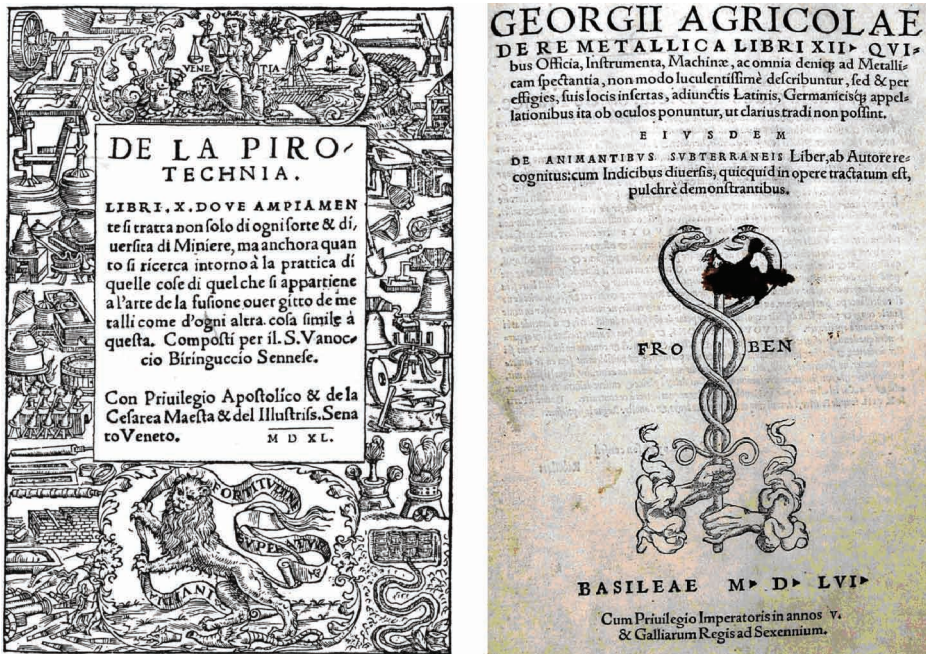 VENE TIA
DE LA PIRO-
TECHNIA.
LIBRI. X. DOVE AMPIAMEN
te si tratta non solo di ogni sorte & di,
uersita di Miniere, ma anchora quan
to si ricerca intorno à la prattica di
quelle cose di quel che si appartiene
a l'arte de la fusione ouer gitto de me
talli come d'ogni altra cosa simile à
questa. Composti per il. S. Vanoc-
cio Biringuccio Sennese.
Con Priuilegio Apostolico & de la
Cesarea Maesta & del Illustriss. Sena
to Veneto. M D XL.
FORTITVDO
GEORGII AGRICOLAE
DE RE METALLICA LIBRI XII▸ QVI-
bus Officia, Instrumenta, Machinæ, ac omnia deniq; ad Metalli-
cam spectantia, non modo luculentissimè describuntur, sed & per
effigies, suis locis insertas, adiunctis Latinis, Germanicisq; appel-
lationibus ita ob oculos ponuntur, ut clarius tradi non possint.
EIVSDEM
DE ANIMANTIBVS SVBTERRANEIS Liber, ab Autore re-
cognitus: cum Indicibus diuersis, quicquid in opere tractatum est,
pulchrè demonstrantibus.
FRO BEN
BASILEAE M▸ D▸ LVI▸
Cum Priuilegio Imperatoris in annos V.
& Galliarum Regis ad Sexennium.